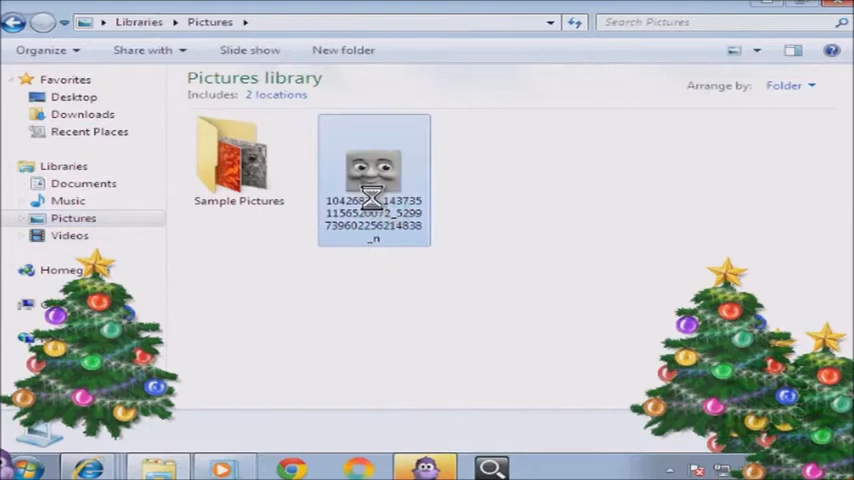 Libraries Pictures
Search Pictures
Organize Share with Slide show New folder
Favorites
Desktop
Downloads
Recent Places
Libraries
Documents
Music
Pictures
Videos
Pictures library
Includes: 2 locations
Arrange by: Folder
Sample Pictures
1156520072_5299
739602256214838
_n